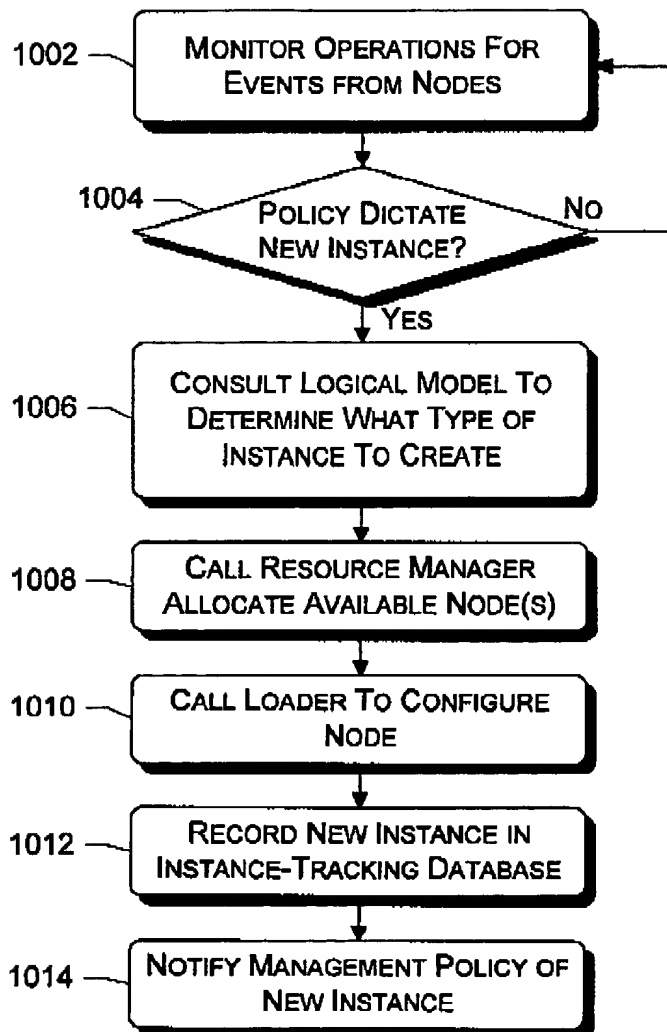 1002
MONITOR OPERATIONS FOR
EVENTS FROM NODES
1004
POLICY DICTATE
NEW INSTANCE?
NO
YES
1006
CONSULT LOGICAL MODEL TO
DETERMINE WHAT TYPE OF
INSTANCE TO CREATE
1008
CALL RESOURCE MANAGER
ALLOCATE AVAILABLE NODE(S)
1010
CALL LOADER TO CONFIGURE
NODE
1012
RECORD NEW INSTANCE IN
INSTANCE-TRACKING DATABASE
1014
NOTIFY MANAGEMENT POLICY OF
NEW INSTANCE